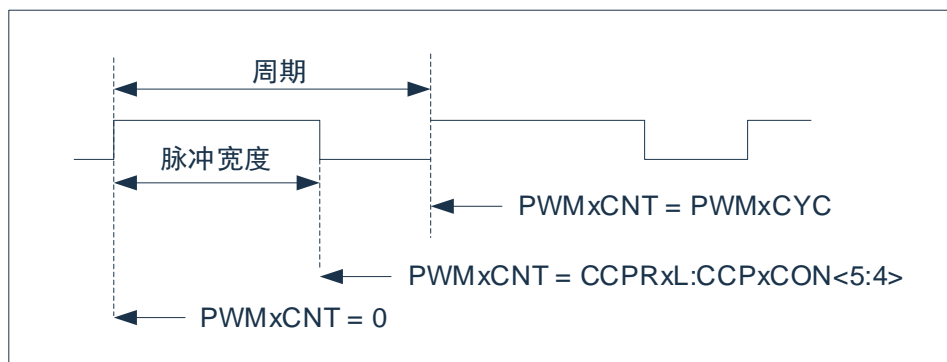 周期
脉冲宽度
PWMxCNT = PWMxCYC
PWMxCNT = CCPRxL:CCPxCON<5:4>
PWMxCNT = 0